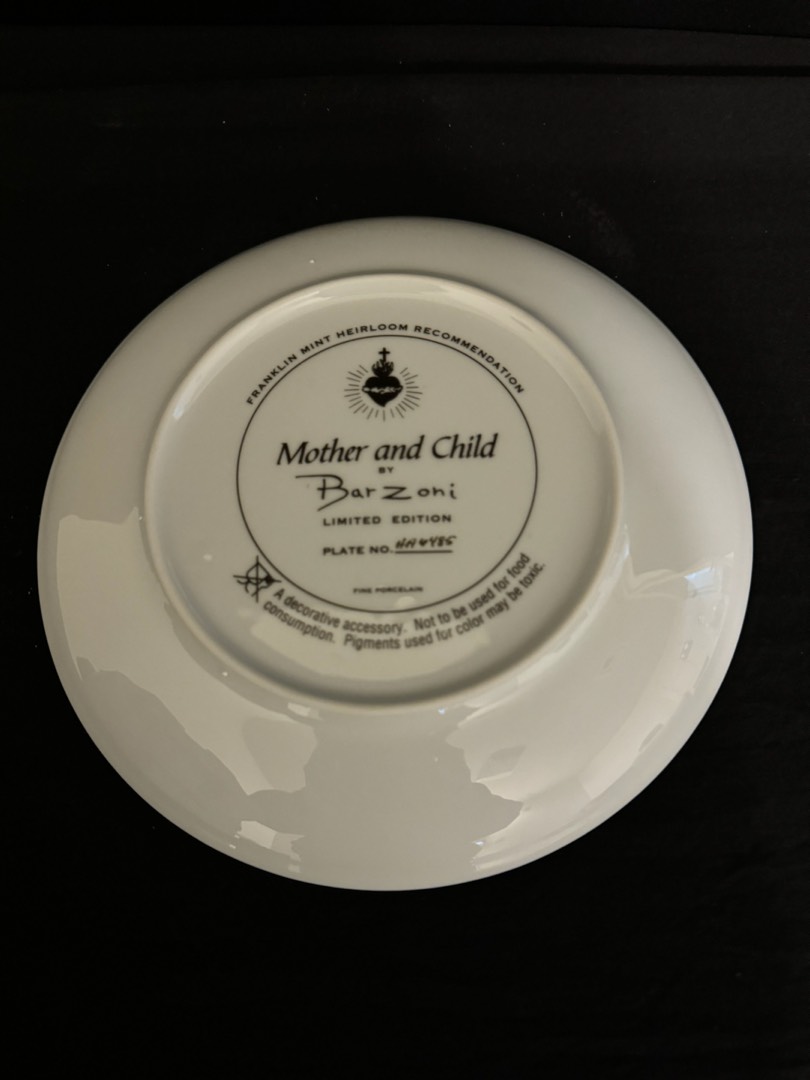 FRANKLIN MINT HEIRLOOM RECOMMENDATION
Mother and Child
BY
Barzoni
LIMITED EDITION
PLATE NO. HA4485
FINE PORCELAIN
A decorative accessory. Not to be used for food
consumption. Pigments used for color may be toxic.